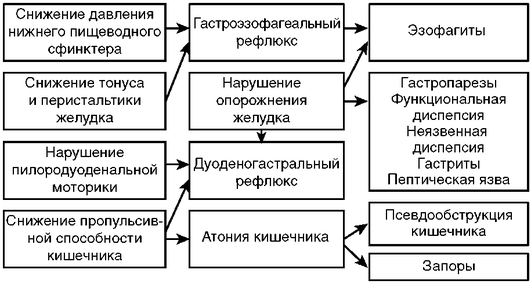 Снижение давления
нижнего пищеводного
сфинктера
Гастроэзофагеальный
рефлюкс
Эзофагиты
Снижение тонуса
и перистальтики
желудка
Нарушение
опорожнения
желудка
Гастропарезы
Функциональная
диспепсия
Неязвенная
диспепсия
Гастриты
Пептическая язва
Нарушение
пилородуоденальной
моторики
Дуоденогастральный
рефлюкс
Снижение пропульсив-
ной способности
кишечника
Атония кишечника
Псевдообструкция
кишечника
Запоры